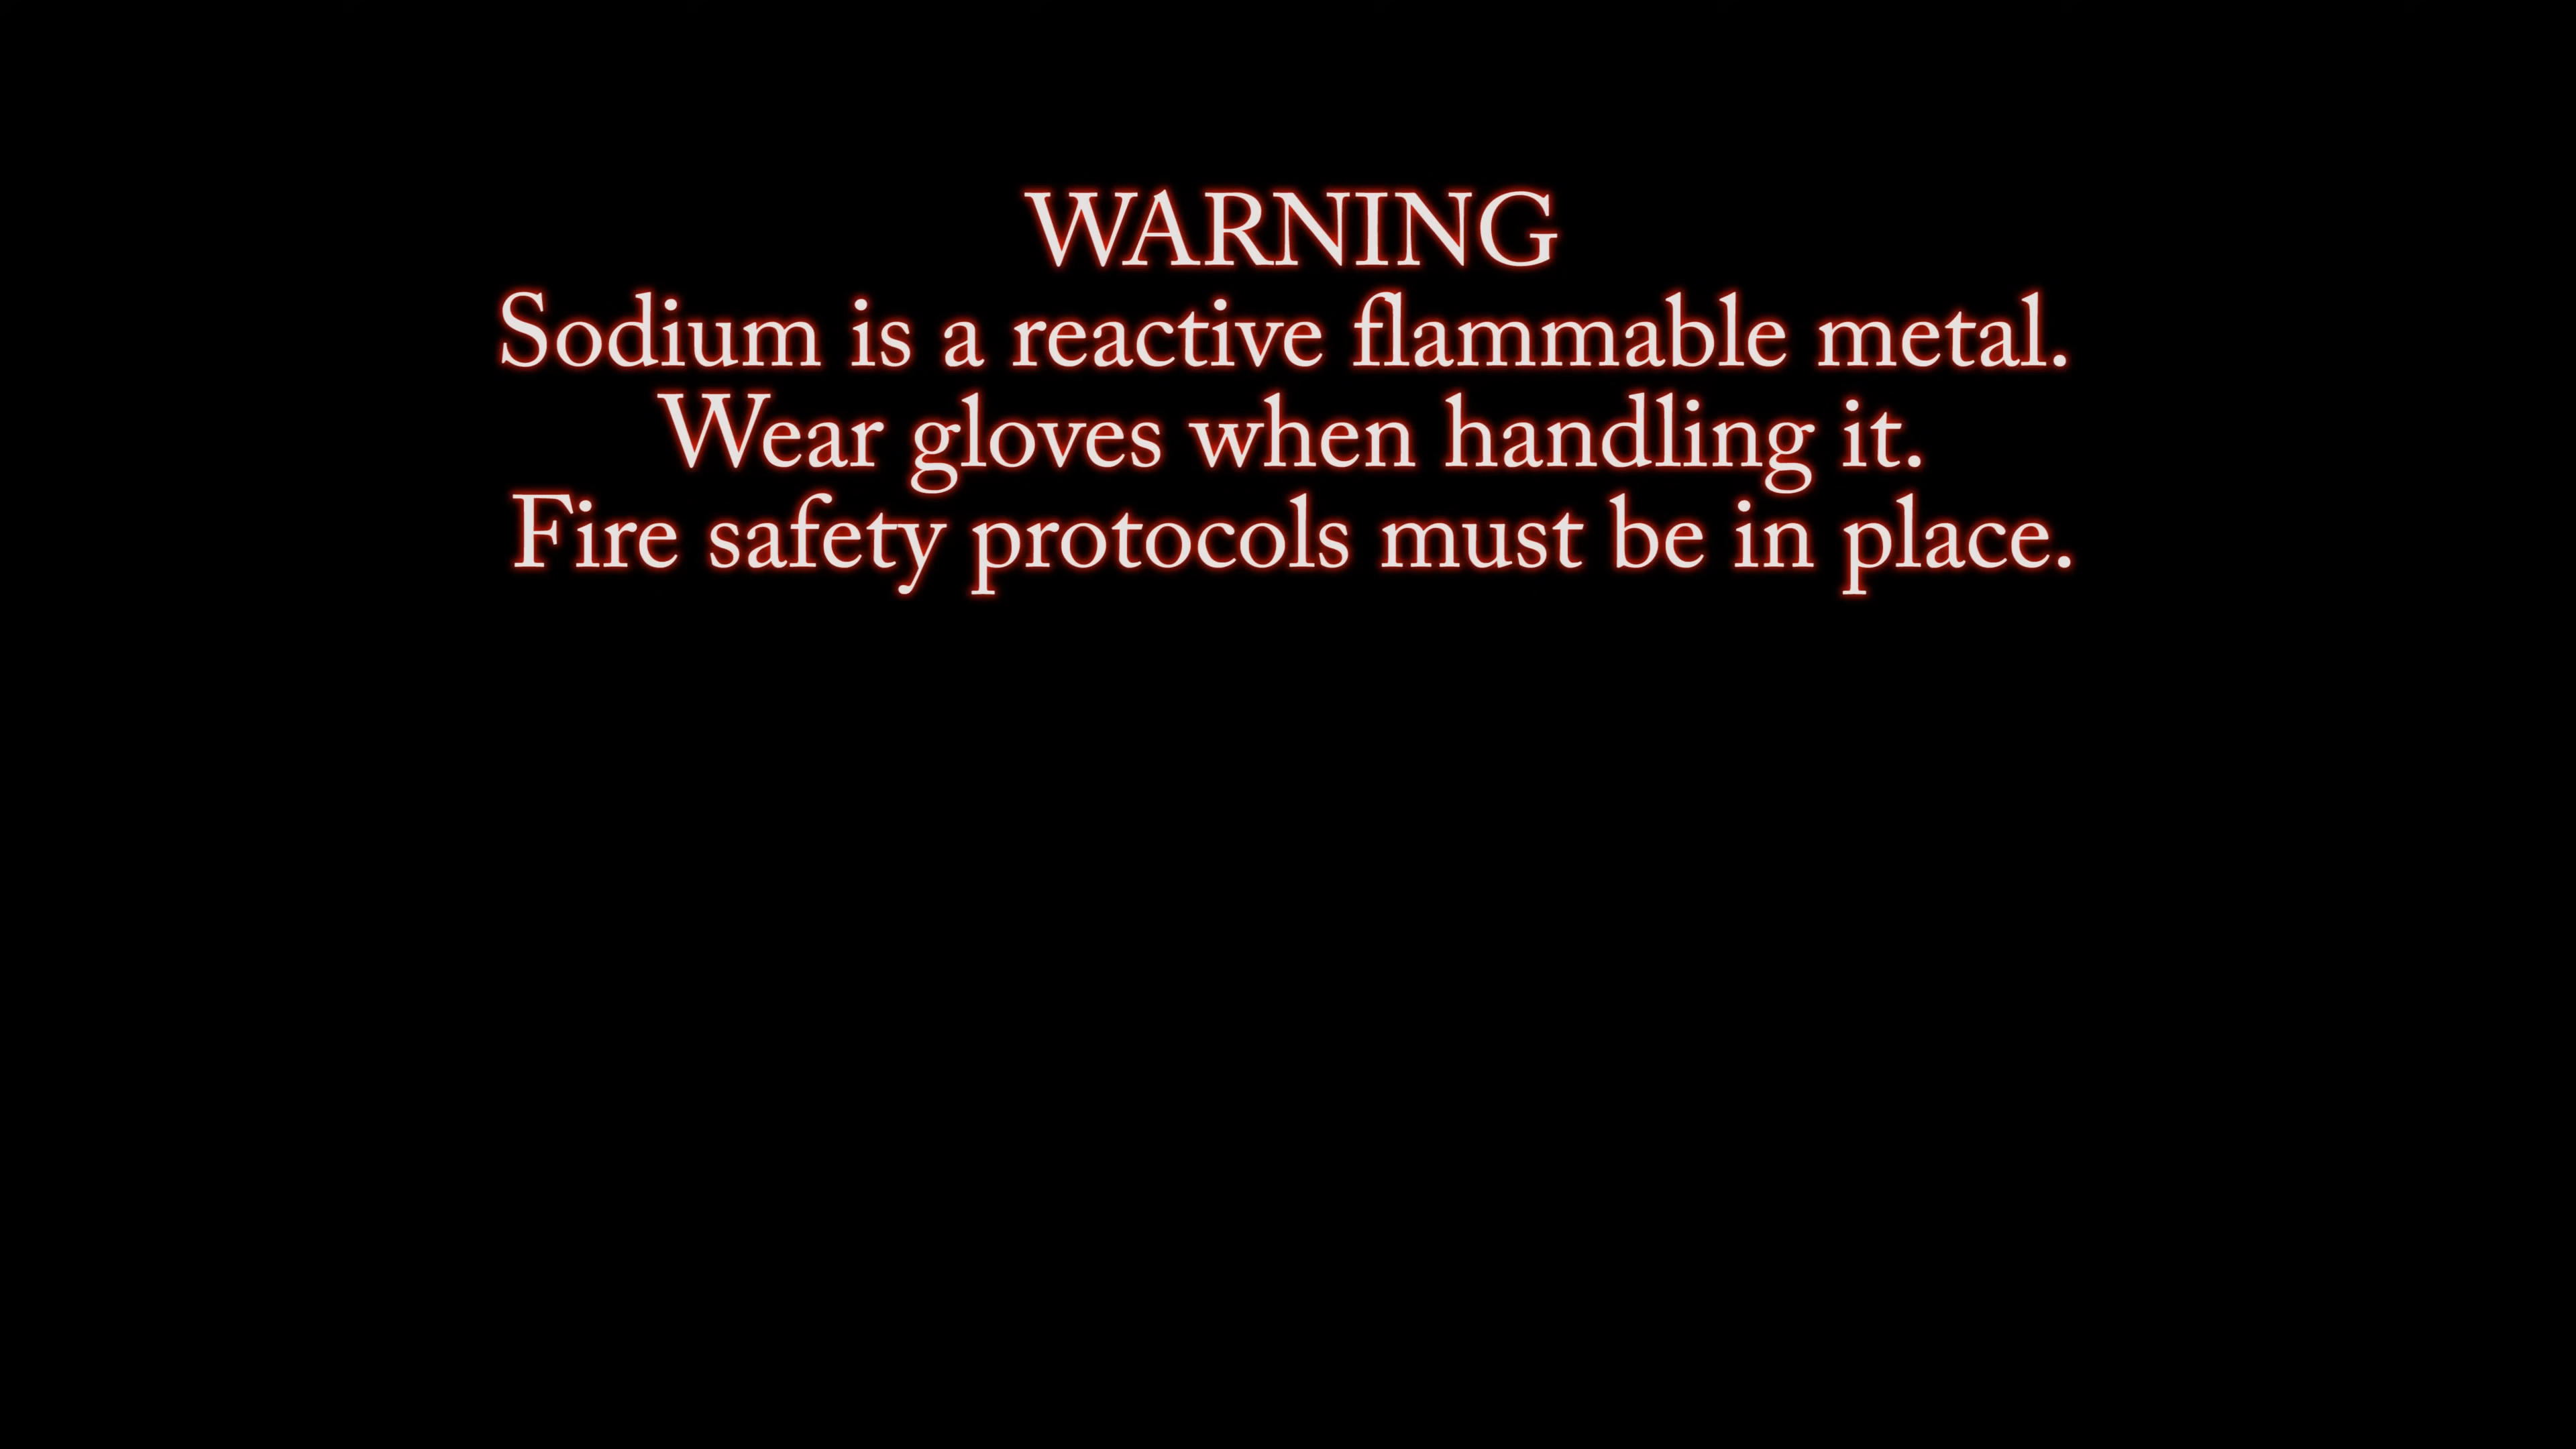 WARNING
Sodium is a reactive flammable metal.
Wear gloves when handling it.
Fire safety protocols must be in place.